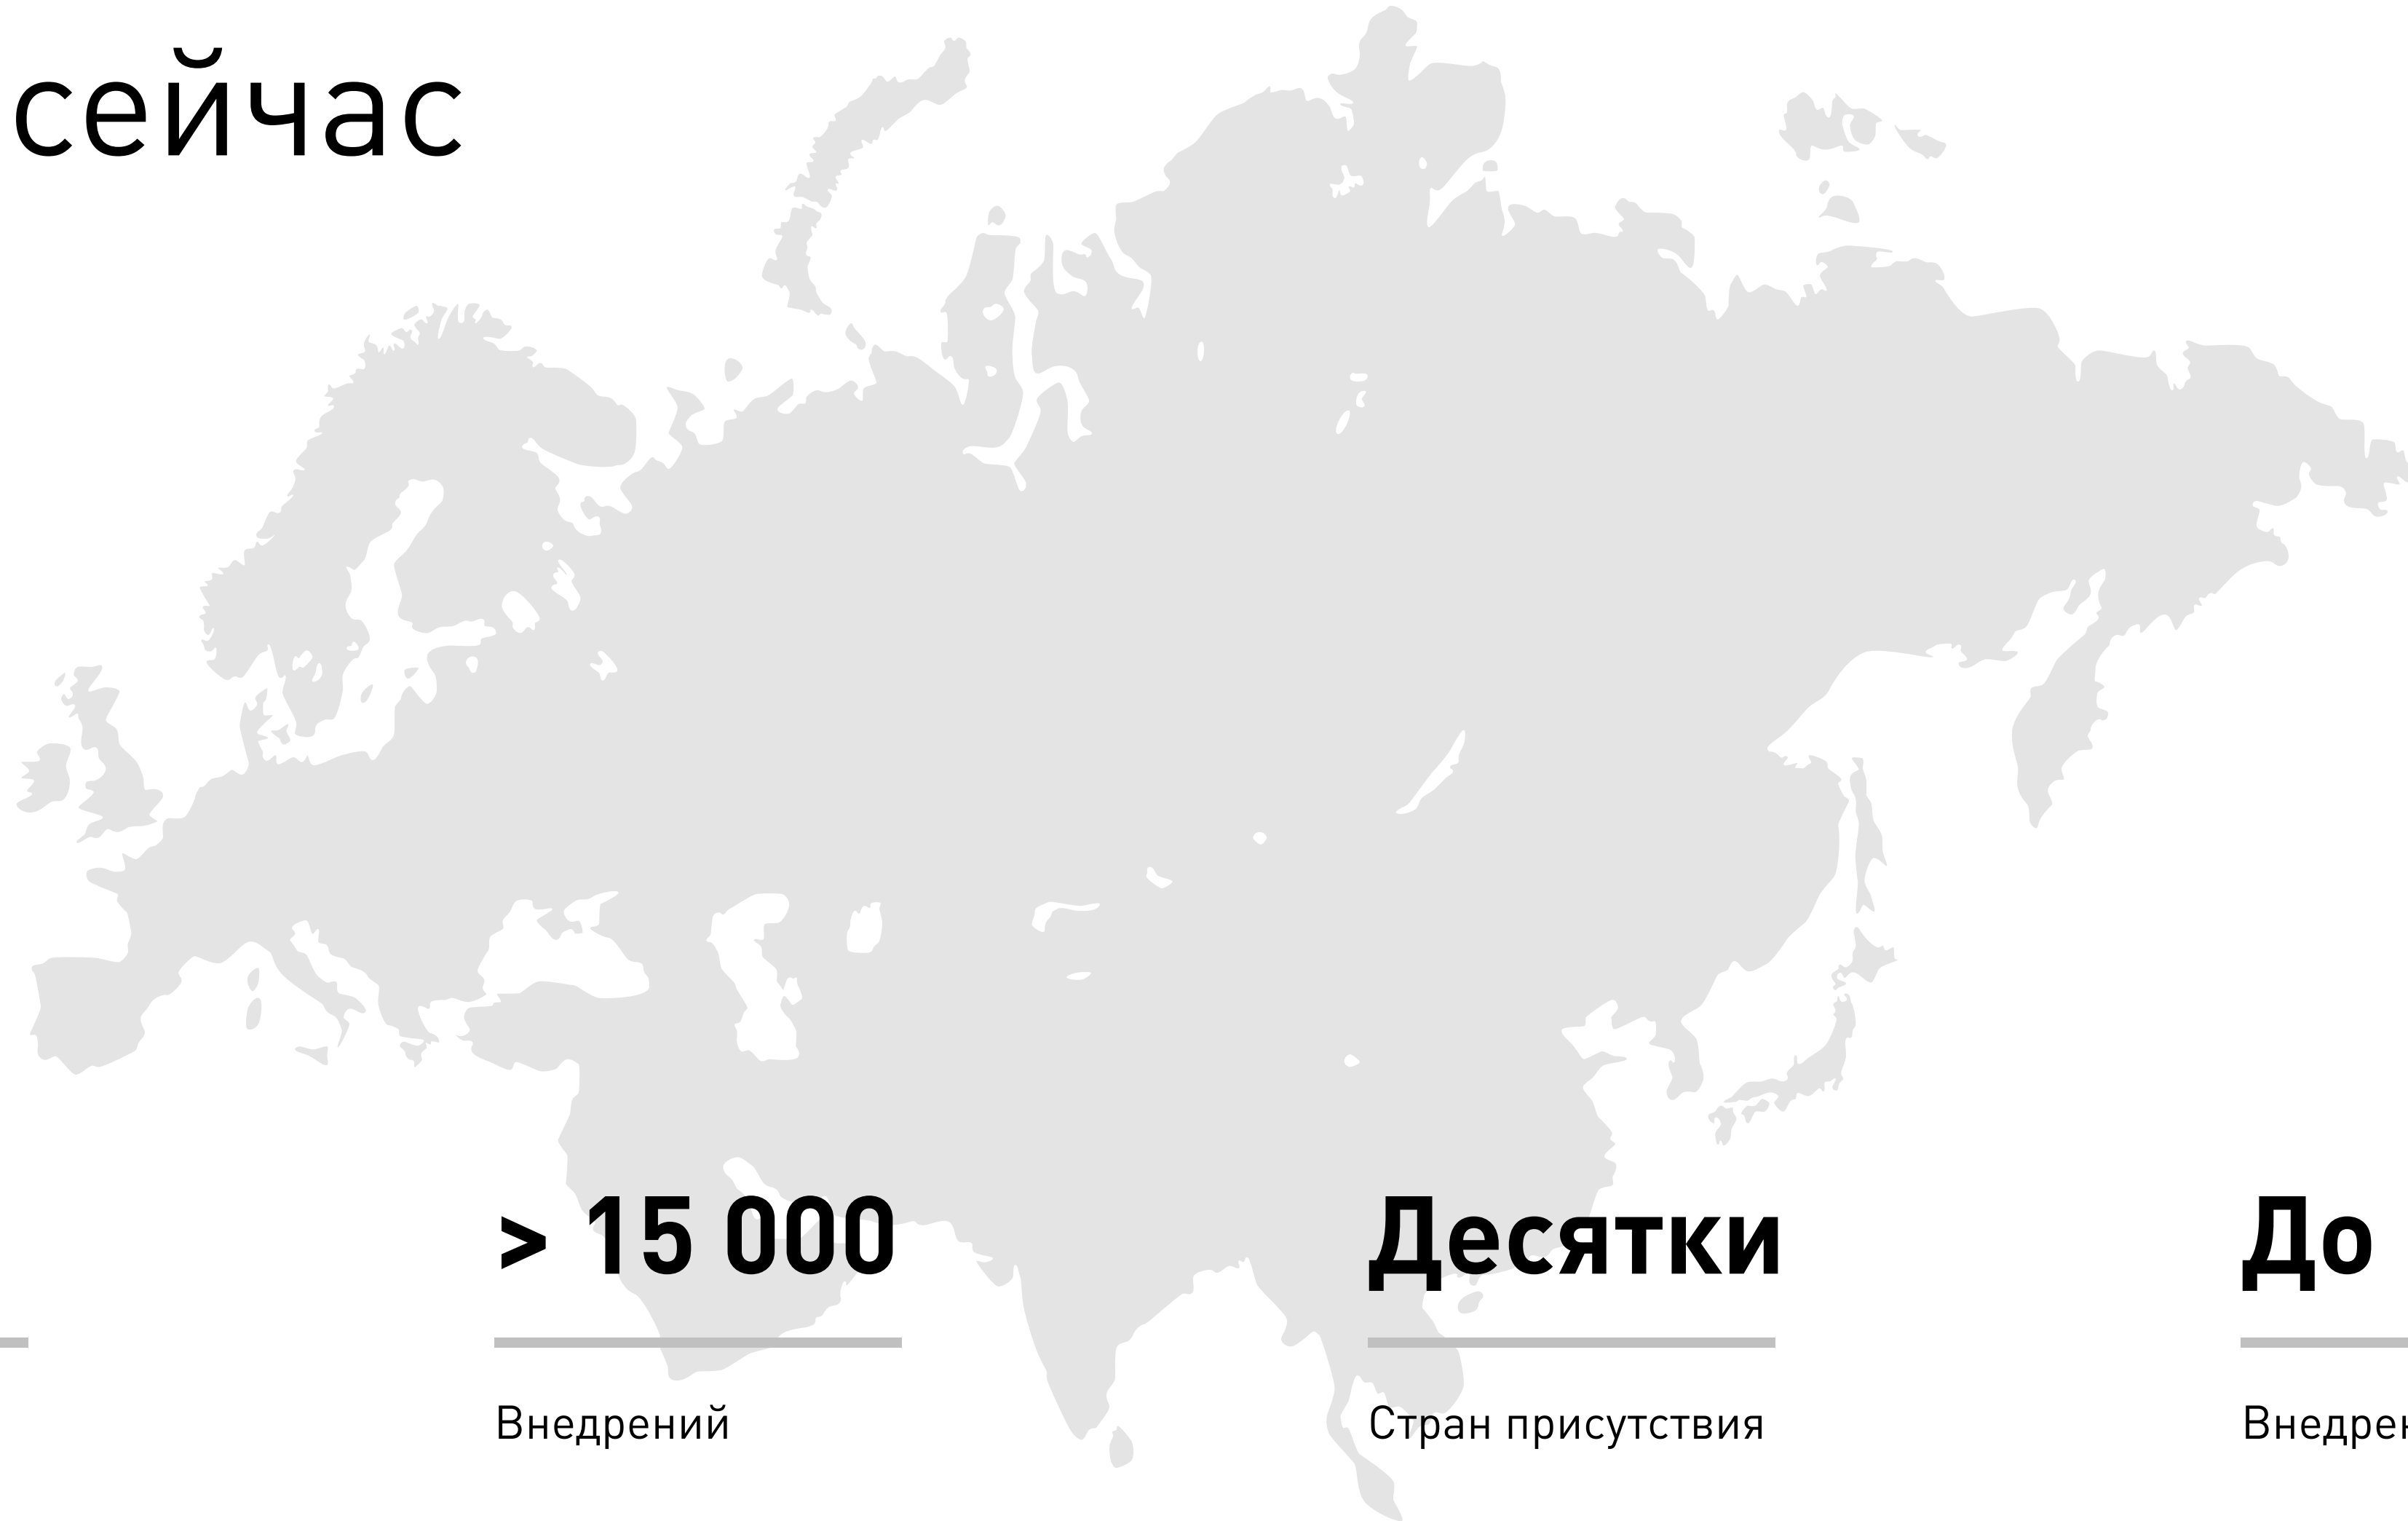 сейчас
> 15 000
Десятки
До
Внедрений
Стран присутствия